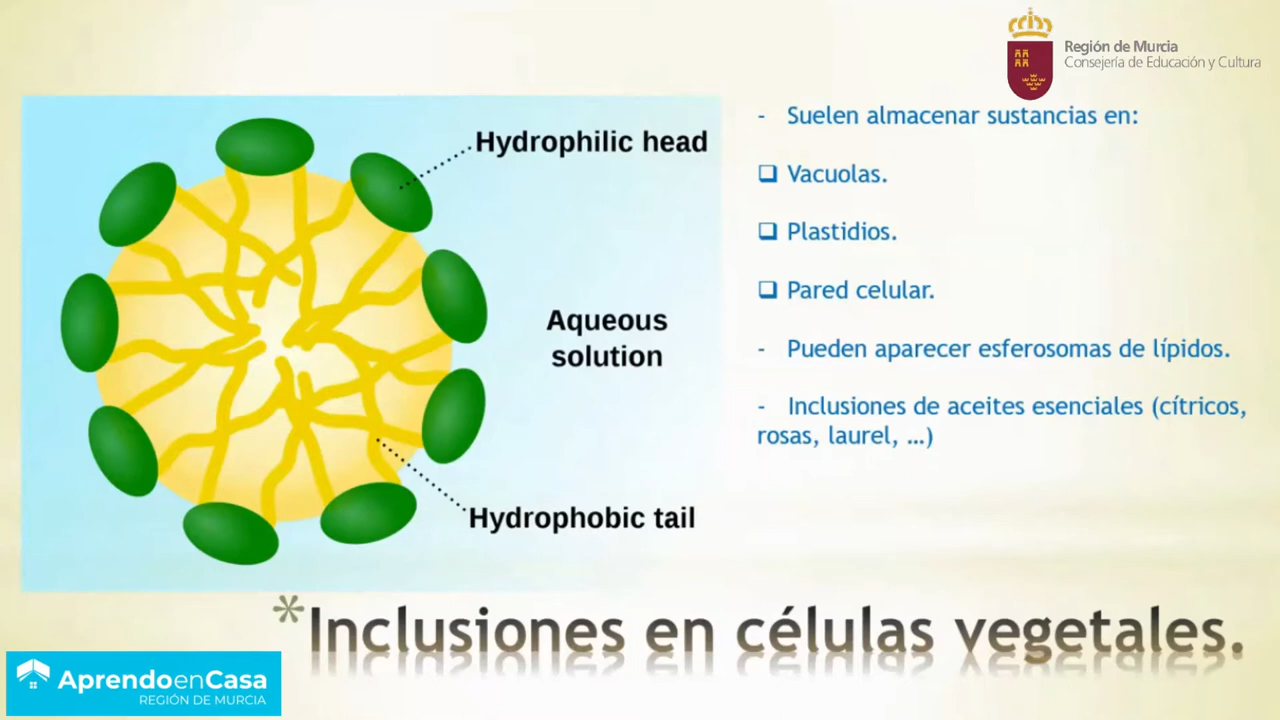 Región de Murcia
Consejería de Educación y Cultura
Hydrophilic head
Aqueous
solution
Hydrophobic tail
- Suelen almacenar sustancias en:
❑ Vacuolas.
❑ Plastidios.
❑ Pared celular.
- Pueden aparecer esferosomas de lípidos.
- Inclusiones de aceites esenciales (cítricos,
rosas, laurel, …)
*Inclusiones en células vegetales.
AprendoenCasa
REGIÓN DE MURCIA